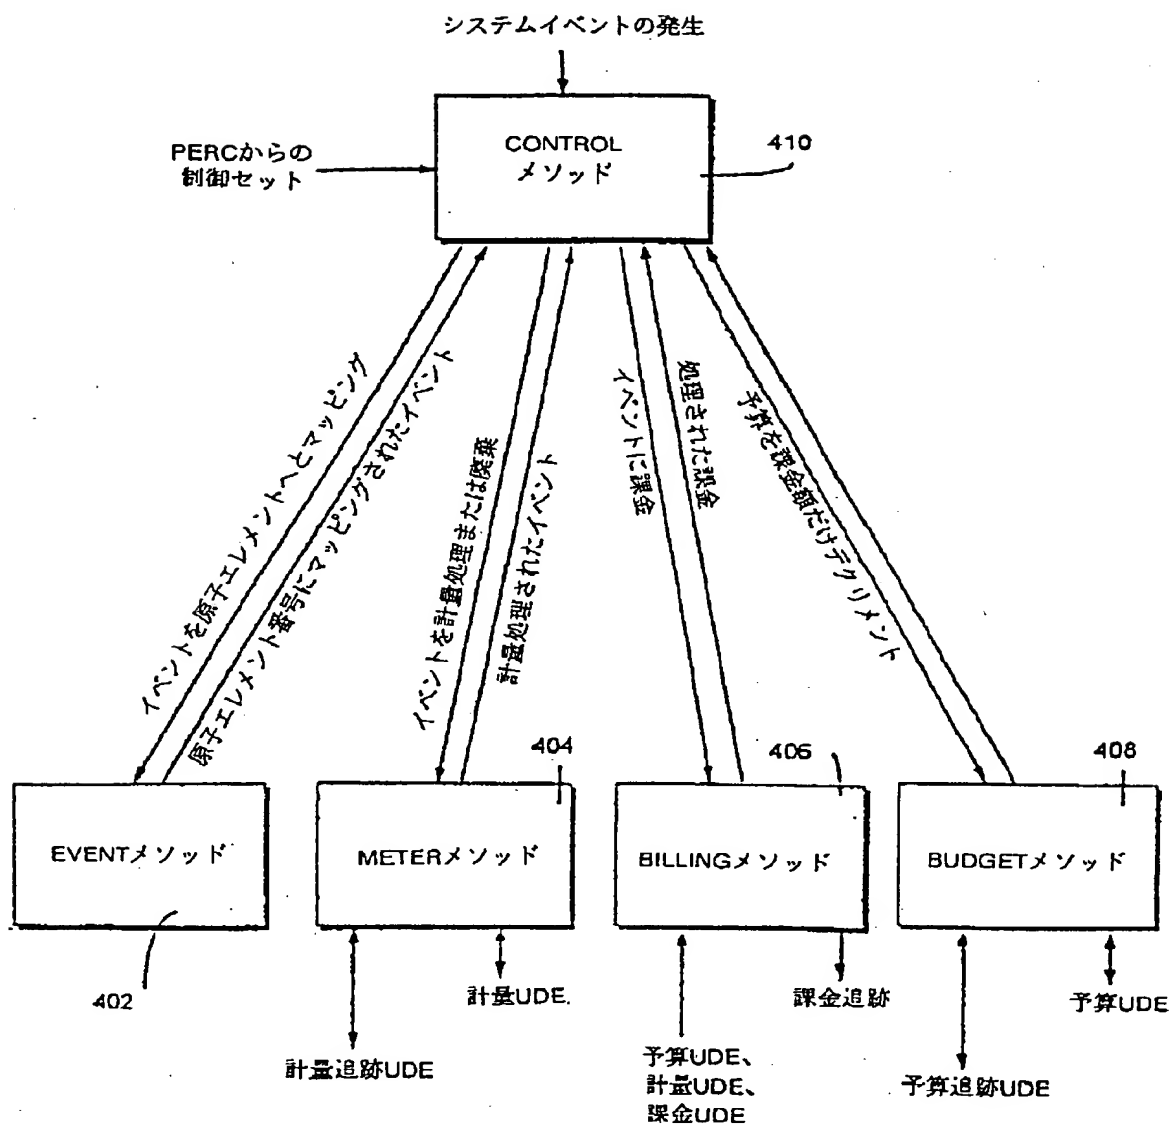 システムイベントの発生
PERCからの
制御セット
CONTROL
メソッド
410
イベントを原子エレメントへとマッピング
原子エレメント番号にマッピングされたイベント
イベントを計量処理または廃棄
計量処理されたイベント
イベントに課金
処理された課金
予算を課金額だけデクリメント
404
406
408
EVENTメソッド
METERメソッド
BILLINGメソッド
BUDGETメソッド
402
計量UDE.
課金追跡
予算UDE
計量追跡UDE
予算UDE、
計量UDE、
課金UDE
予算追跡UDE